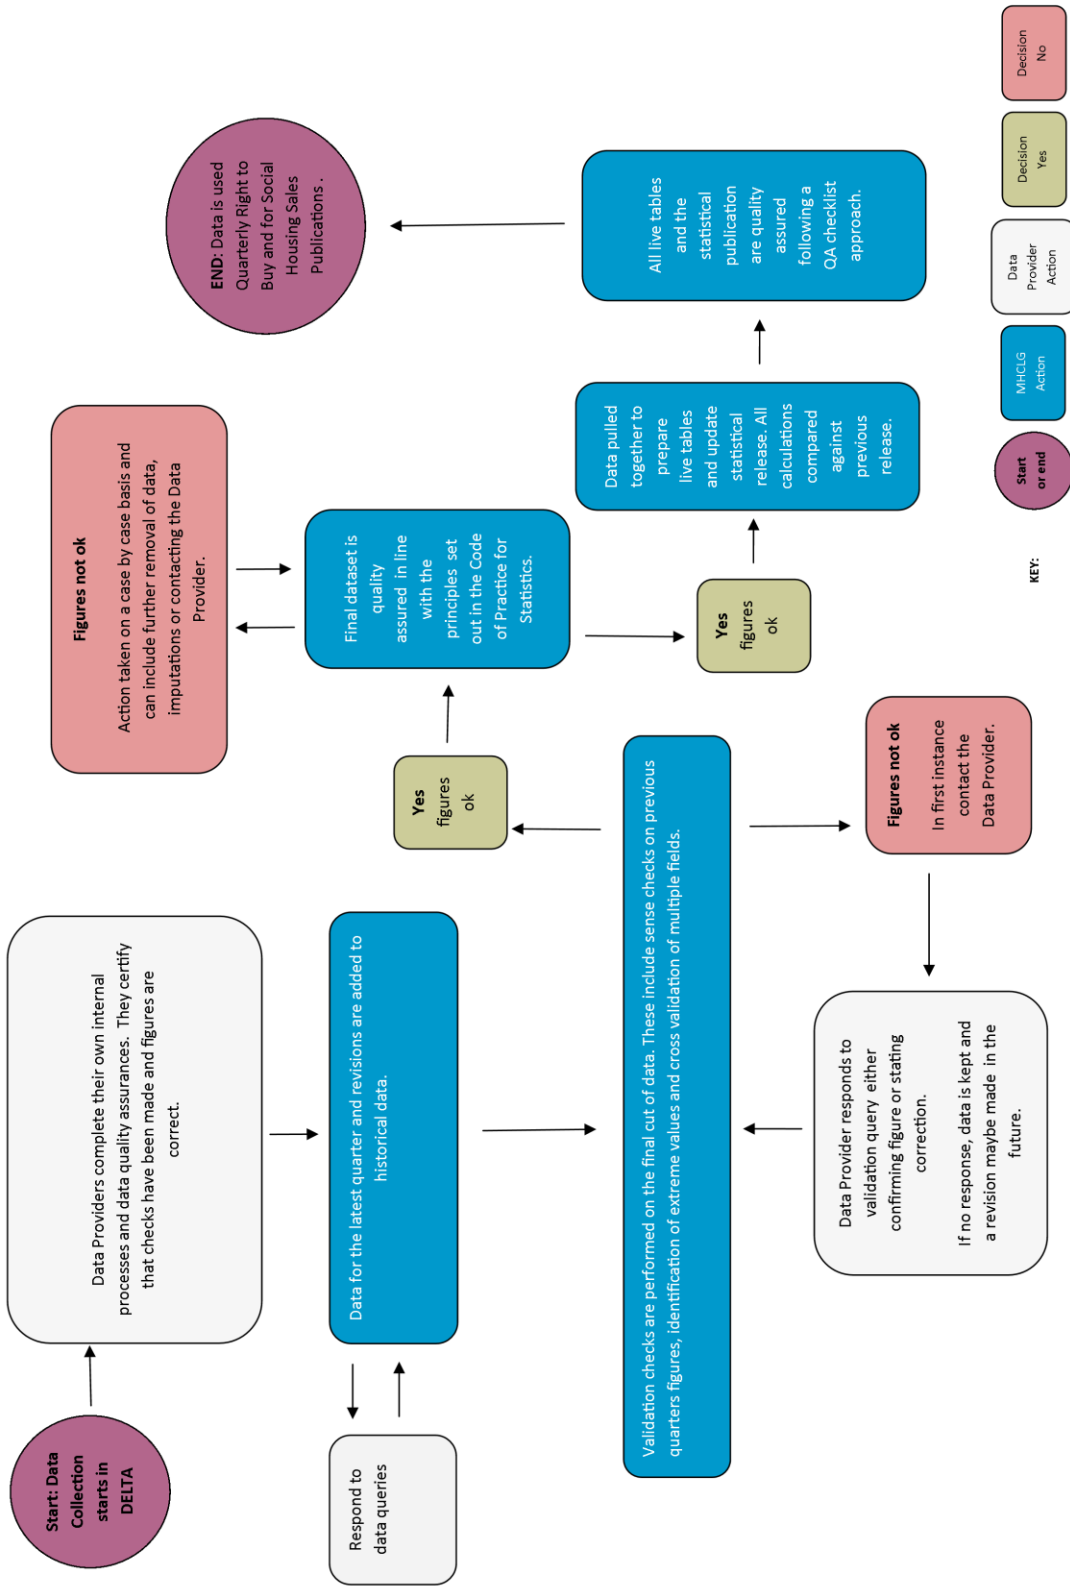 Start: Data
Collection
starts in
DELTA
Data Providers complete their own internal
processes and data quality assurances.  They certify
that checks have been made and figures are
correct.
Respond to
data queries
Data for the latest quarter and revisions are added to
historical data.
Validation checks are performed on the final cut of data. These include sense checks on previous
quarters figures, identification of extreme values and cross validation of multiple fields.
Figures not ok
In first instance
contact the
Data Provider.
Data Provider responds to
validation query either
confirming figure or stating
correction.
If no response, data is kept and
a revision maybe made in the
future.
Yes
figures
ok
Final dataset is
quality
assured in line
with the
principles set
out in the Code
of Practice for
Statistics.
Figures not ok
Action taken on a case by case basis and
can include further removal of data,
imputations or contacting the Data
Provider.
Yes
figures
ok
Data pulled
together to
prepare
live tables
and update
statistical
release. All
calculations
compared
against
previous
release.
All live tables
and the
statistical
publication
are quality
assured
following a
QA checklist
approach.
END: Data is used
Quarterly Right to
Buy and for Social
Housing Sales
Publications .
KEY:
Start
or end
MHCLG
Action
Data
Provider
Action
Decision
Yes
Decision
No